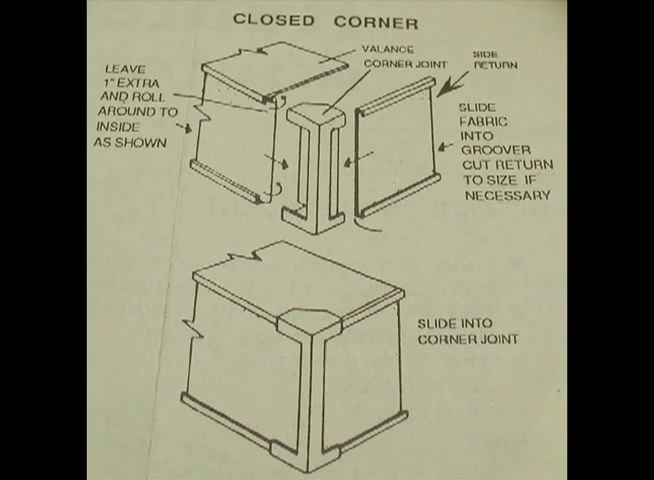 CLOSED CORNER
LEAVE
1" EXTRA
AND ROLL
AROUND TO
INSIDE
AS SHOWN
VALANCE
CORNER JOINT
SIDE
RETURN
SLIDE
FABRIC
INTO
GROOVER
CUT RETURN
TO SIZE IF
NECESSARY
SLIDE INTO
CORNER JOINT